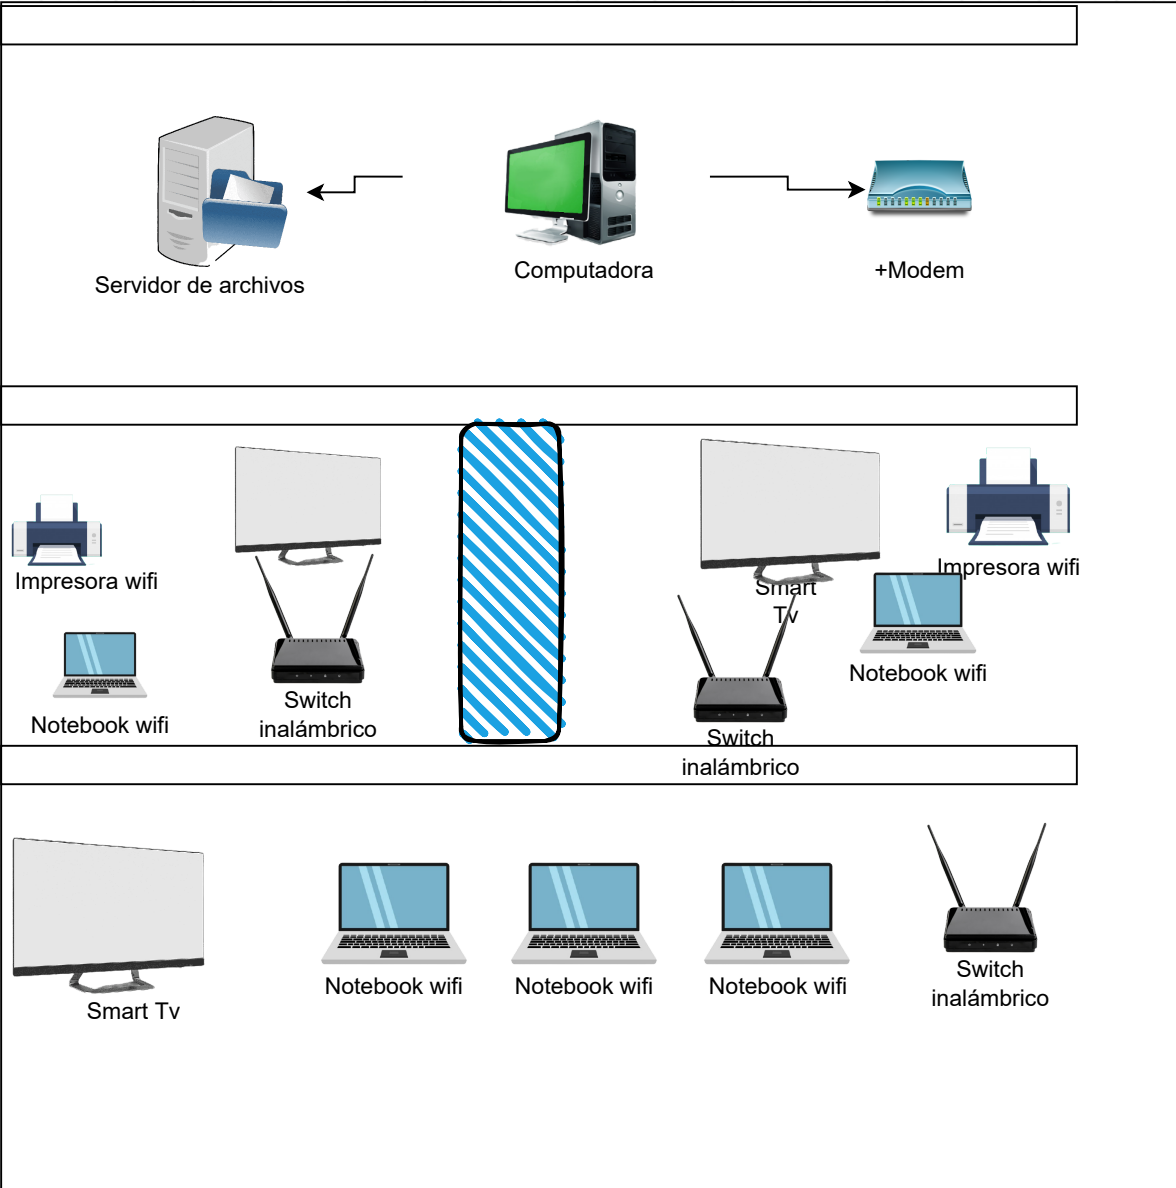 Servidor de archivos
Computadora
+Modem
Impresora wifi
Notebook wifi
Switch
inalámbrico
Smart
Tv
Impresora wifi
Notebook wifi
Switch
inalámbrico
Smart Tv
Notebook wifi
Notebook wifi
Notebook wifi
Switch
inalámbrico